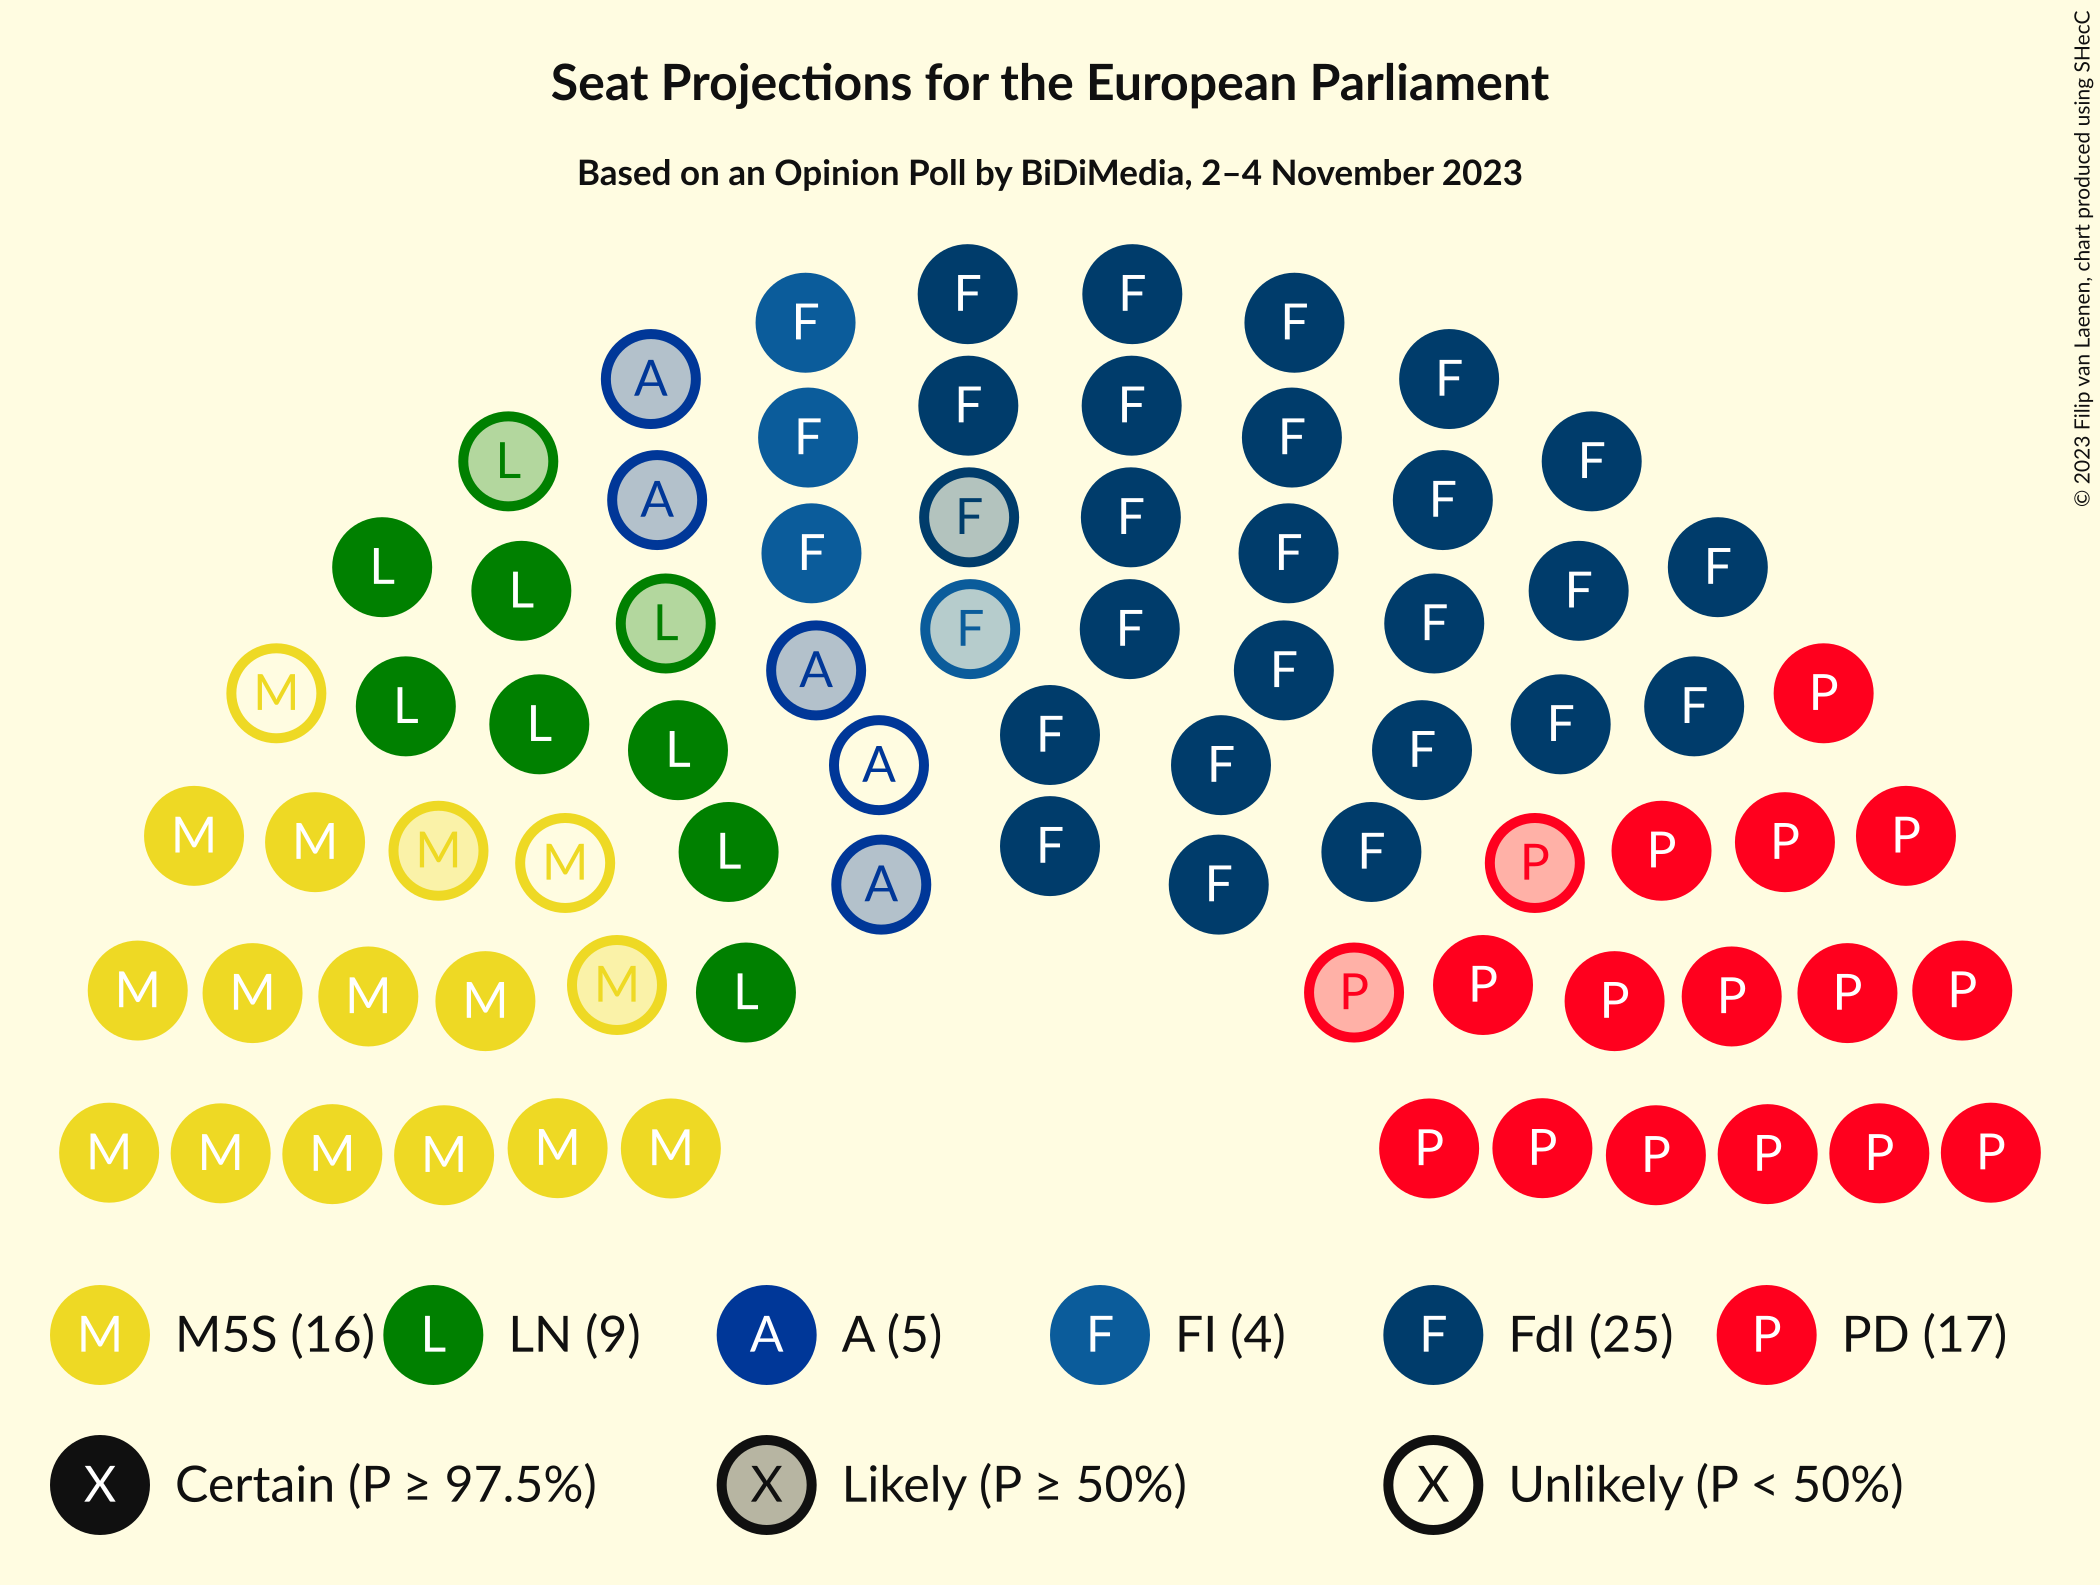 Seat Projections for the European Parliament
Based on an Opinion Poll by BiDiMedia, 2–4 November 2023
© 2023 Filip van Laenen, chart produced using SHecC
F F
F F
A A
F F
F F
F F
L F
A F
F F
L A F F F F F
L L F F
L F F
A F
M L L F F P
L F F
A F F
M M M M L F F P P P P
A F
M M M M M L P P P P P P
M M M M M M P P P P P P
M M5S (16) L LN (9) A A (5) F FI (4) F FdI (25) P PD (17)
X Certain (P ≥ 97.5%) X Likely (P ≥ 50%) X Unlikely (P < 50%)